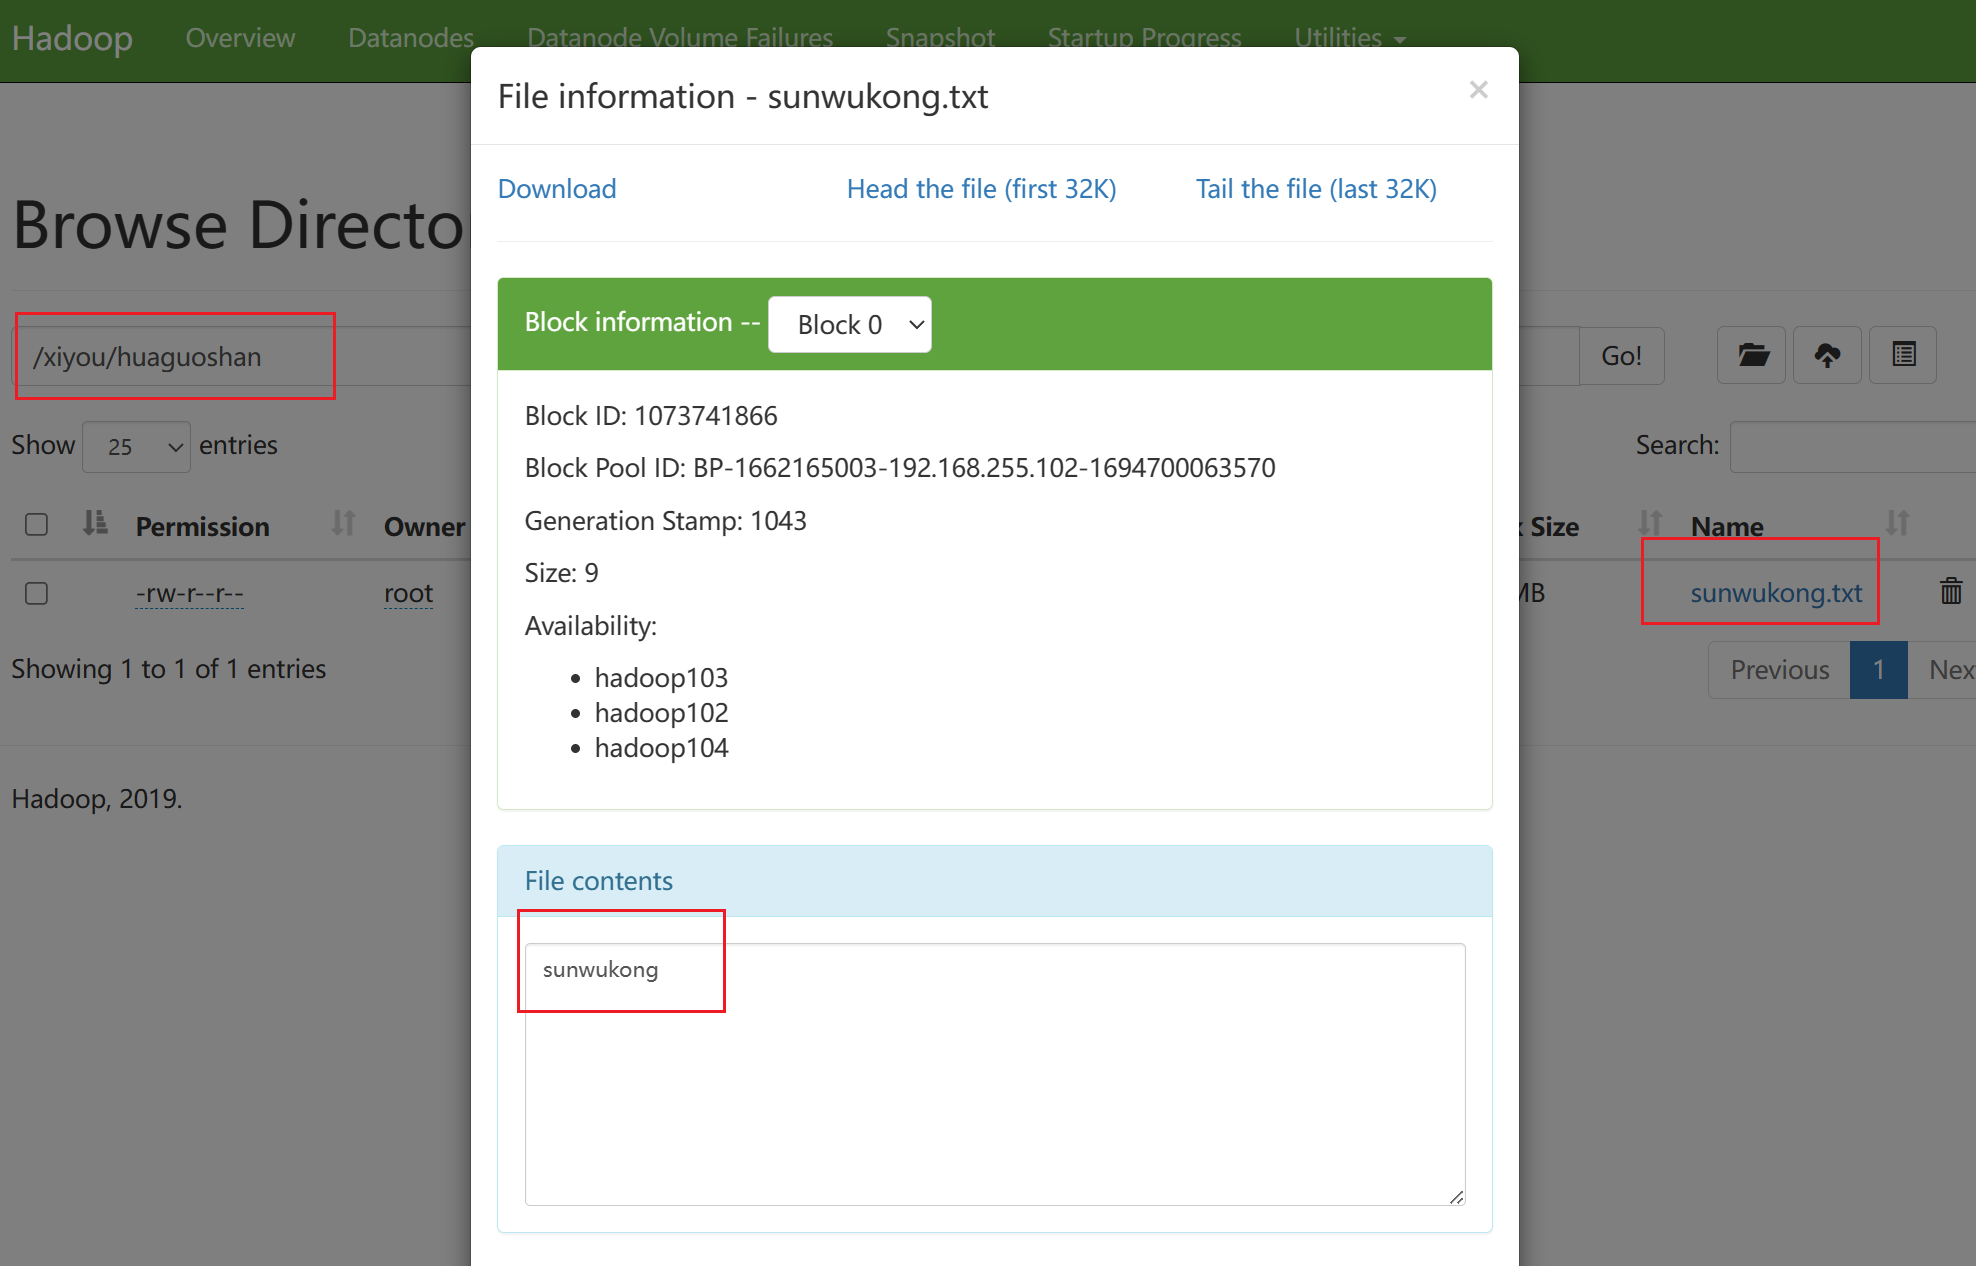 Hadoop Overview Datanodes Datanode Volume Failures Snapshot Startup Progress Utilities
File information - sunwukong.txt ×
Download Head the file (first 32K) Tail the file (last 32K)
Browse Directo
Block information -- Block 0
/xiyou/huaguoshan Go!
Show 25 entries Search:
Block ID: 1073741866
Block Pool ID: BP-1662165003-192.168.255.102-1694700063570
Permission Owner Size Name
Generation Stamp: 1043
Size: 9
-rw-r--r-- root MB sunwukong.txt
Availability:
Showing 1 to 1 of 1 entries Previous 1 Nex
hadoop103
hadoop102
hadoop104
Hadoop, 2019.
File contents
sunwukong